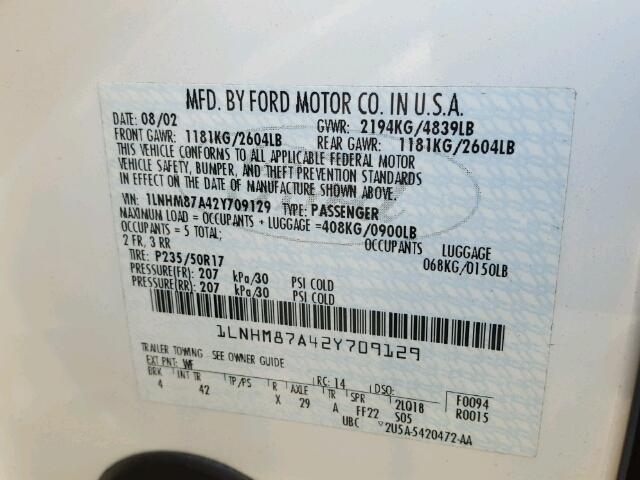 MFD. BY FORD MOTOR CO. IN U.S.A.
DATE: 08/02 GVWR: 2194KG/4839LB
FRONT GAWR: 1181KG/2604LB REAR GAWR: 1181KG/2604LB
THIS VEHICLE CONFORMS TO ALL APPLICABLE FEDERAL MOTOR
VEHICLE SAFETY, BUMPER, AND THEFT PREVENTION STANDARDS
IN EFFECT ON THE DATE OF MANUFACTURE SHOWN ABOVE.
VIN: 1LNHM87A42Y709129 TYPE: PASSENGER
MAXIMUM LOAD = OCCUPANTS + LUGGAGE = 408KG/0900LB
OCCUPANTS = 5 TOTAL; OCCUPANTS LUGGAGE
2 FR, 3 RR 068KG/0150LB
TIRE: P235/50R17
PRESSURE(FR) 207 kPa/30 PSI COLD
PRESSURE(RR) 207 kPa/30 PSI COLD
1LNHM87A42Y709129
TRAILER TOWING - SEE OWNER GUIDE
EXT PNT: WF RC: 14 DSO: F0094
BRK INT TR TP/PS R AXLE TR SPR 2LQ18 R0015
4 42 X 29 A FF22 S05
UBC 2U5A-5420472-AA